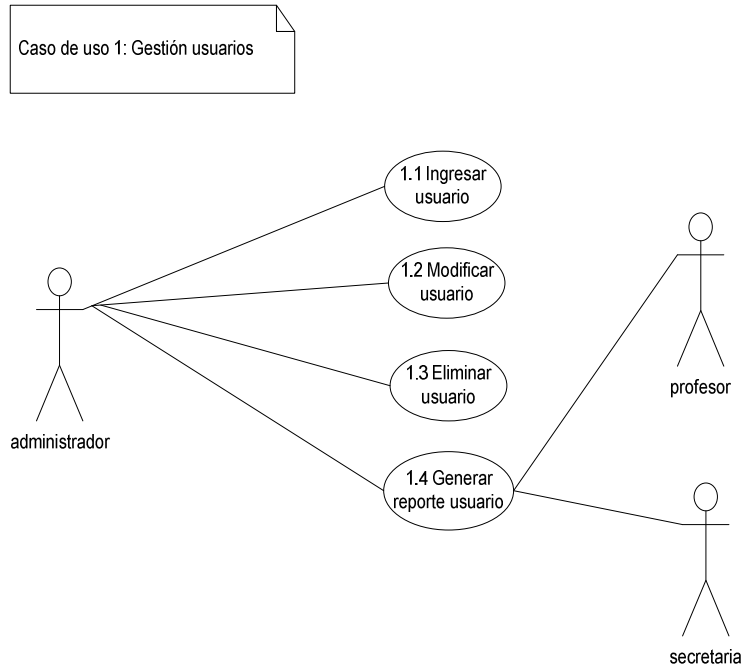 Caso de uso 1: Gestión usuarios
1.1 Ingresar
usuario
1.2 Modificar
usuario
1.3 Eliminar
usuario
profesor
administrador
1.4 Generar
reporte usuario
secretaria